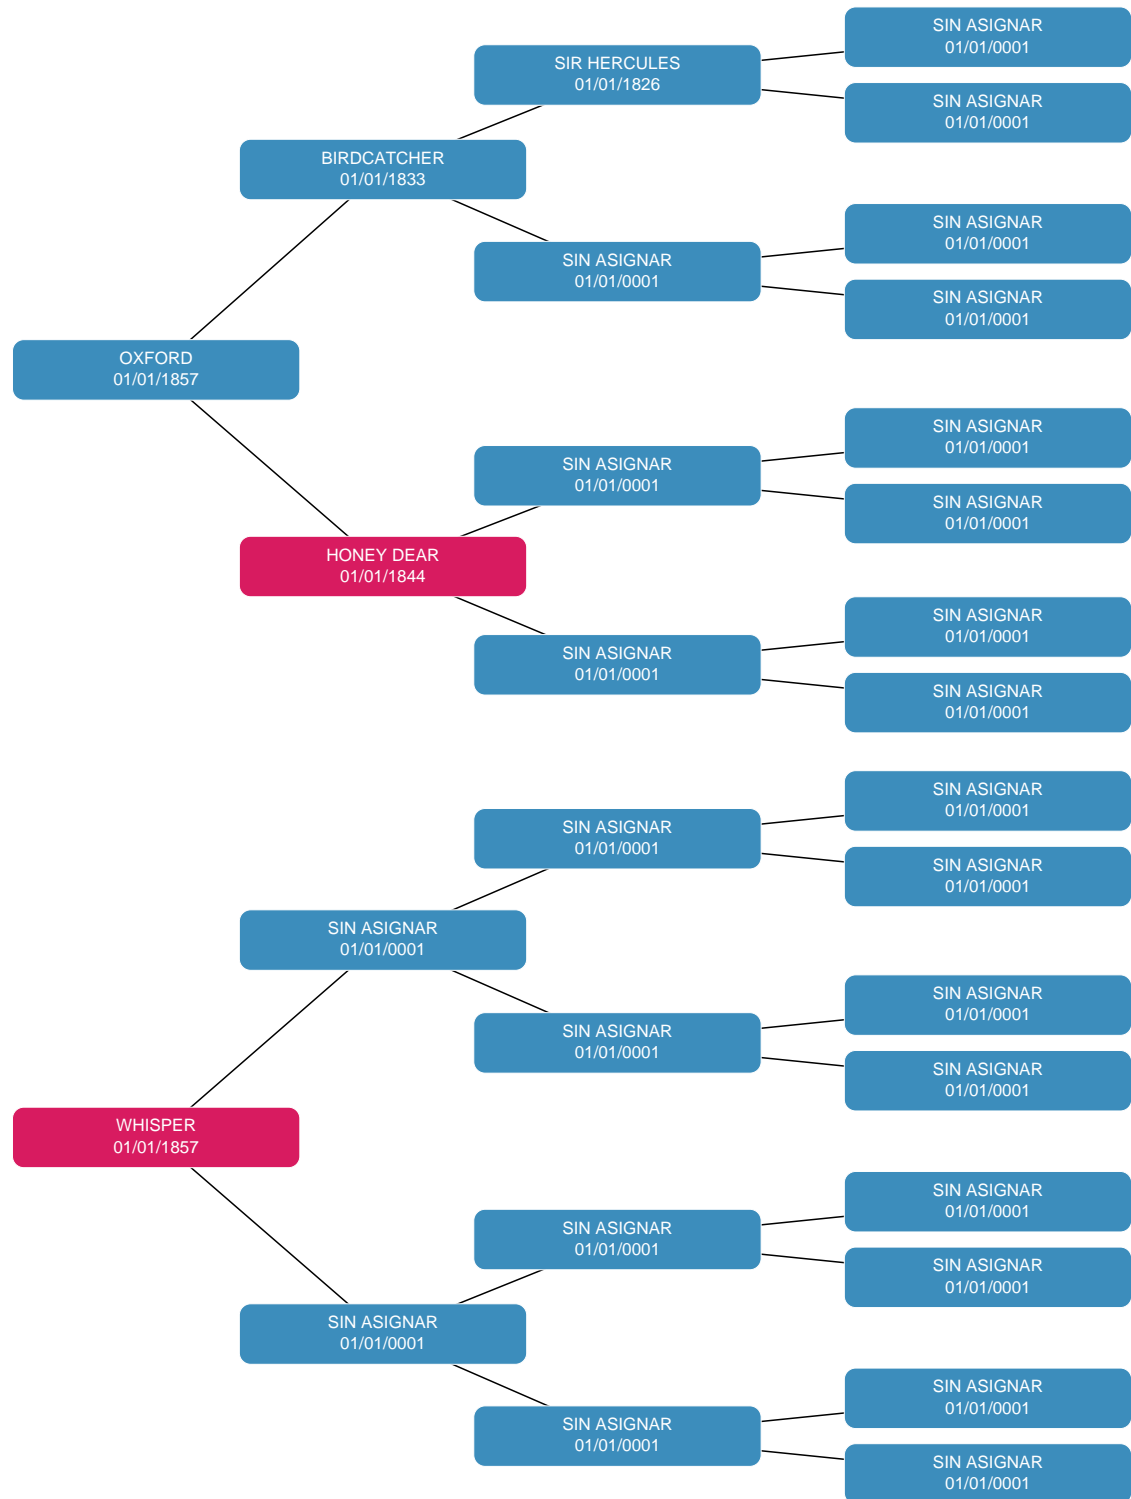 SIN ASIGNAR
01/01/0001
SIR HERCULES
01/01/1826
SIN ASIGNAR
01/01/0001
BIRDCATCHER
01/01/1833
SIN ASIGNAR
01/01/0001
SIN ASIGNAR
01/01/0001
SIN ASIGNAR
01/01/0001
OXFORD
01/01/1857
SIN ASIGNAR
01/01/0001
SIN ASIGNAR
01/01/0001
SIN ASIGNAR
01/01/0001
HONEY DEAR
01/01/1844
SIN ASIGNAR
01/01/0001
SIN ASIGNAR
01/01/0001
SIN ASIGNAR
01/01/0001
SIN ASIGNAR
01/01/0001
SIN ASIGNAR
01/01/0001
SIN ASIGNAR
01/01/0001
SIN ASIGNAR
01/01/0001
SIN ASIGNAR
01/01/0001
SIN ASIGNAR
01/01/0001
SIN ASIGNAR
01/01/0001
WHISPER
01/01/1857
SIN ASIGNAR
01/01/0001
SIN ASIGNAR
01/01/0001
SIN ASIGNAR
01/01/0001
SIN ASIGNAR
01/01/0001
SIN ASIGNAR
01/01/0001
SIN ASIGNAR
01/01/0001
SIN ASIGNAR
01/01/0001